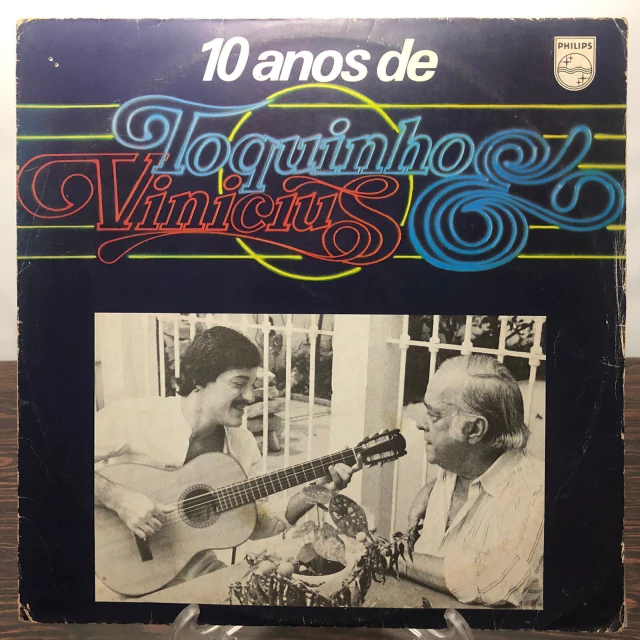 10 anos de
PHILIPS
Toquinho &
Vinicius